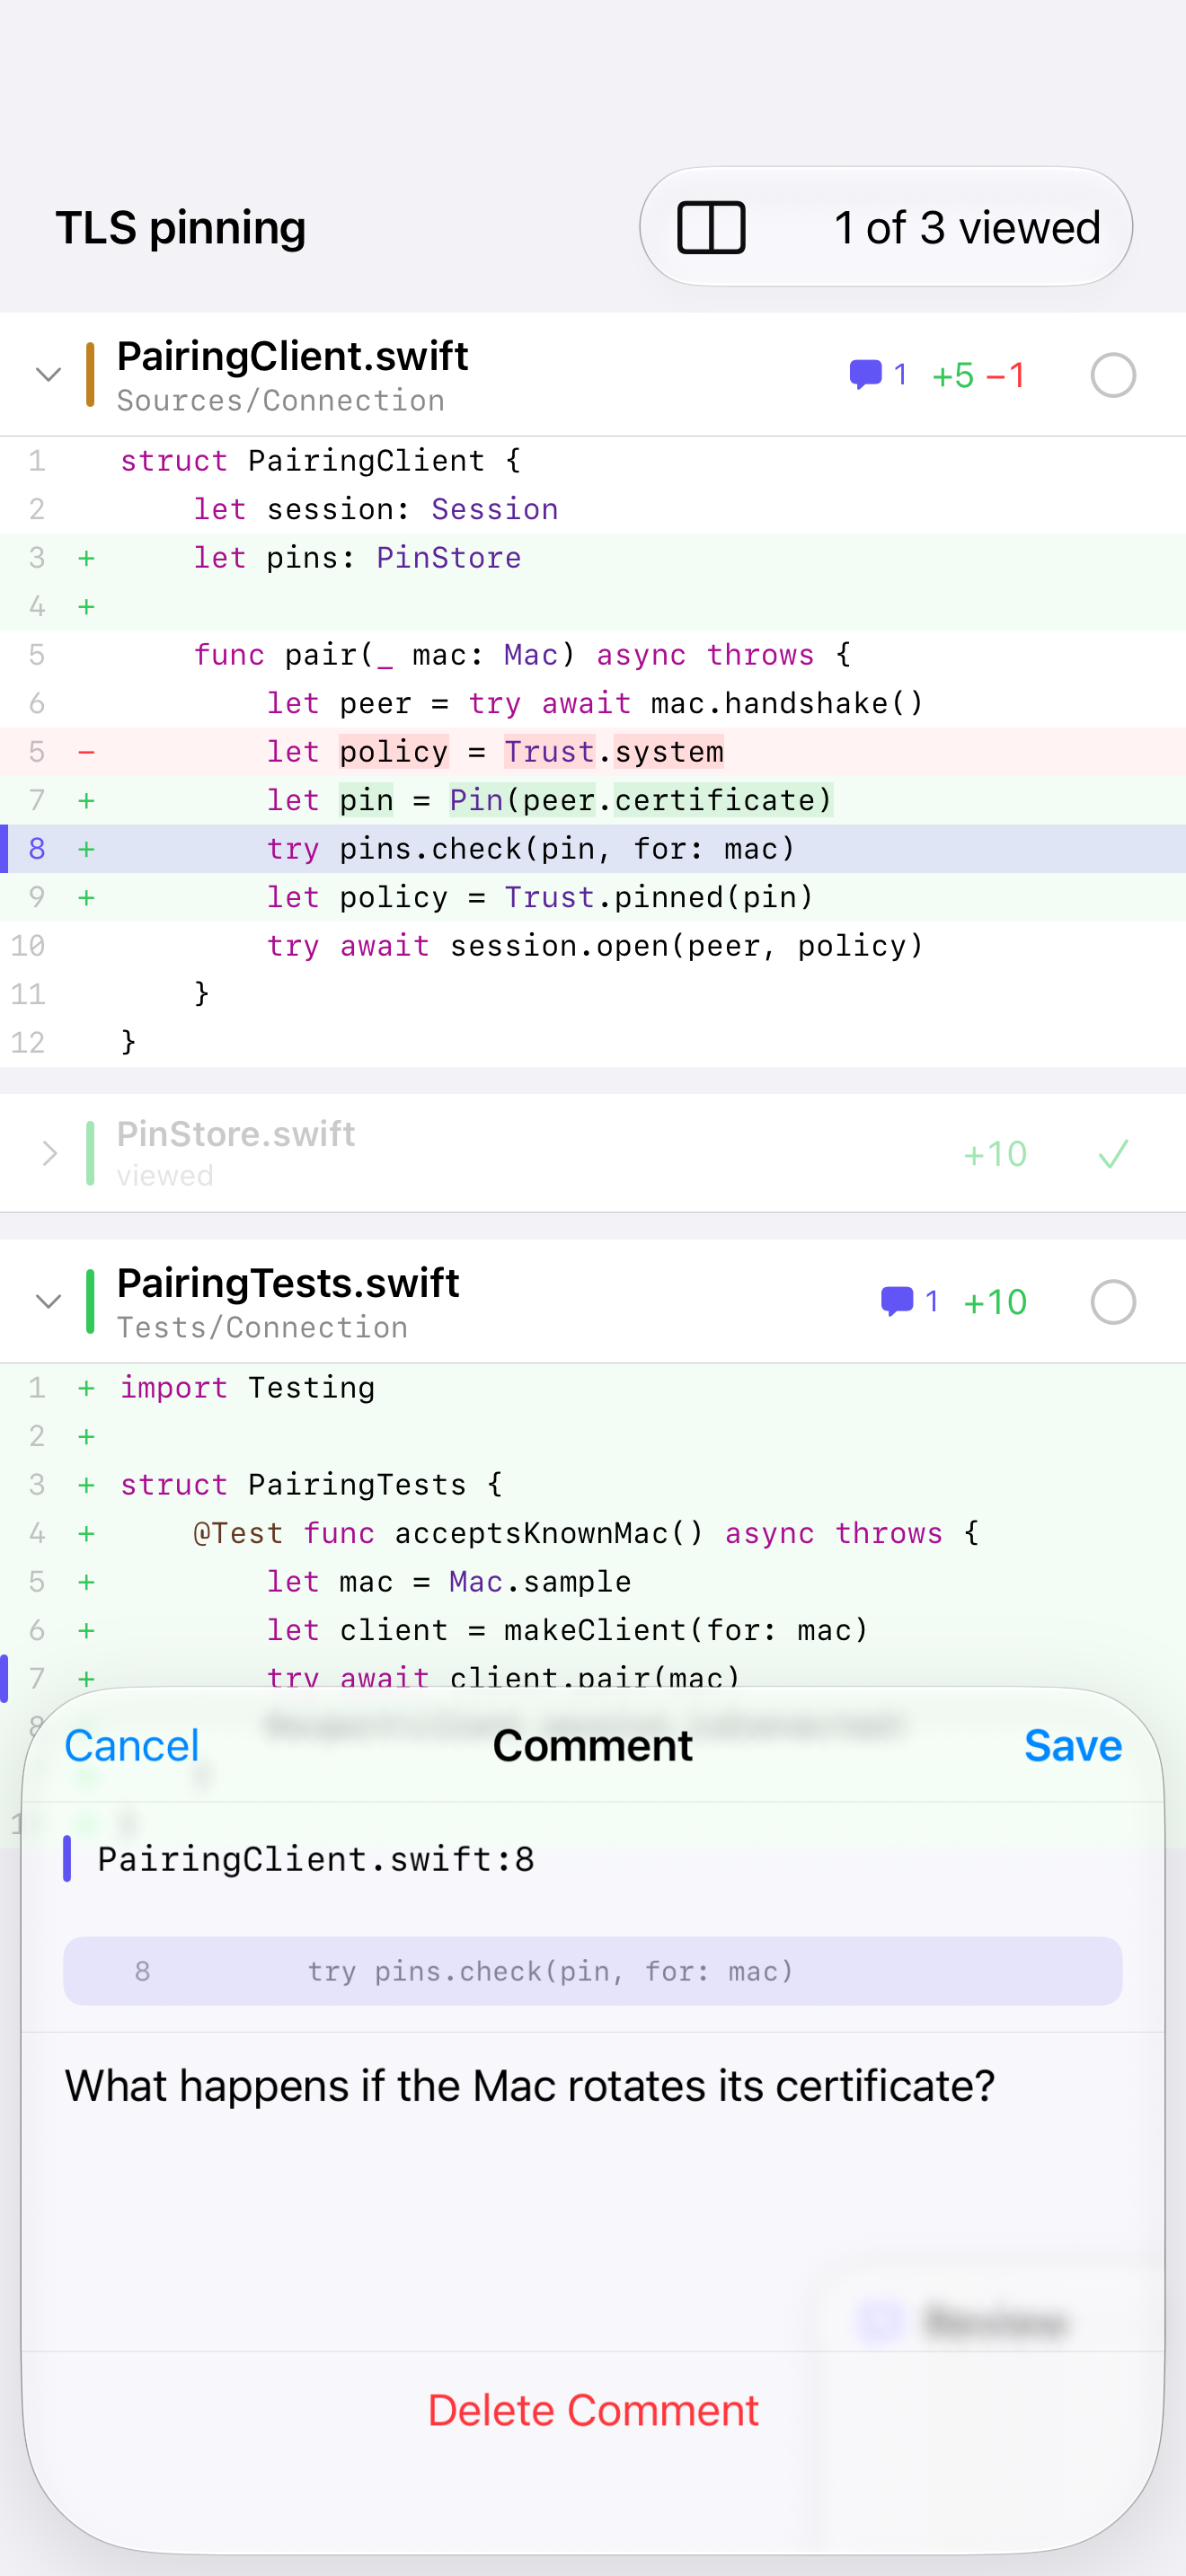 TLS pinning
1 of 3 viewed
PairingClient.swift
1 +5 −1
Sources/Connection
1 struct PairingClient {
2 let session: Session
3 + let pins: PinStore
4 +
5 func pair(_ mac: Mac) async throws {
6 let peer = try await mac.handshake()
5 − let policy = Trust.system
7 + let pin = Pin(peer.certificate)
8 + try pins.check(pin, for: mac)
9 + let policy = Trust.pinned(pin)
10 try await session.open(peer, policy)
11 }
12 }
PinStore.swift
+10
viewed
PairingTests.swift
1 +10
Tests/Connection
1 + import Testing
2 +
3 + struct PairingTests {
4 + @Test func acceptsKnownMac() async throws {
5 + let mac = Mac.sample
6 + let client = makeClient(for: mac)
7 + try await client.pair(mac)
8
Cancel Comment Save
PairingClient.swift:8
8 try pins.check(pin, for: mac)
What happens if the Mac rotates its certificate?
Review
Delete Comment